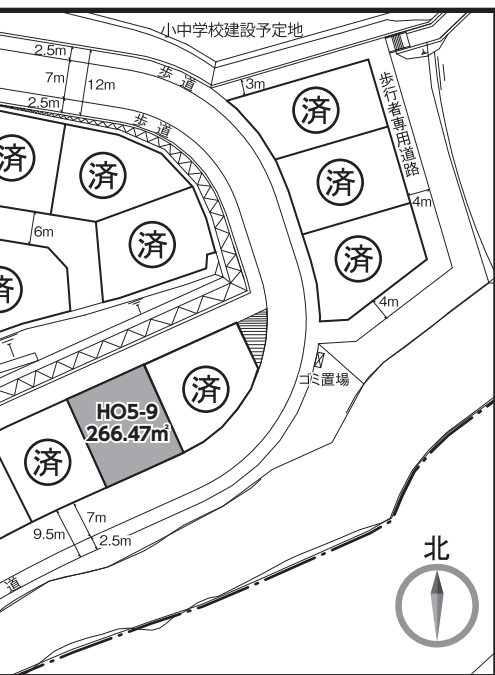 小中学校建設予定地
2.5m
7m
12m
2.5m
歩道
歩道
3m
歩行者専用道路
済
済
済
済
済
済
4m
6m
済
済
4m
ゴミ置場
済
HO5-9
266.47㎡
済
7m
9.5m
2.5m
道
北